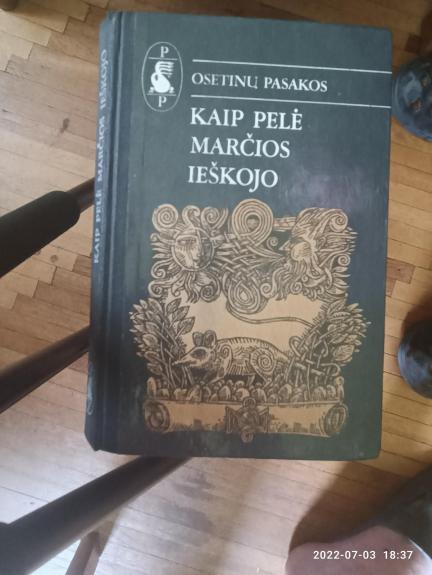 P
P
OSETINŲ PASAKOS
KAIP PELĖ
MARČIOS
IEŠKOJO
KAIP PELĖ MARČIOS IEŠKOJO
2022-07-03 18:37